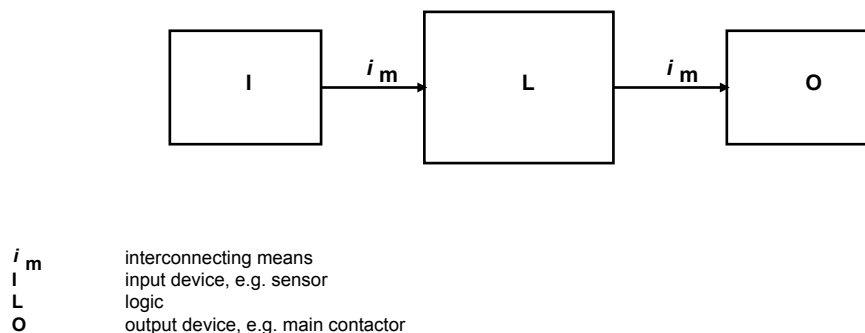 i m i m
I L O
i m interconnecting means
I input device, e.g. sensor
L logic
O output device, e.g. main contactor